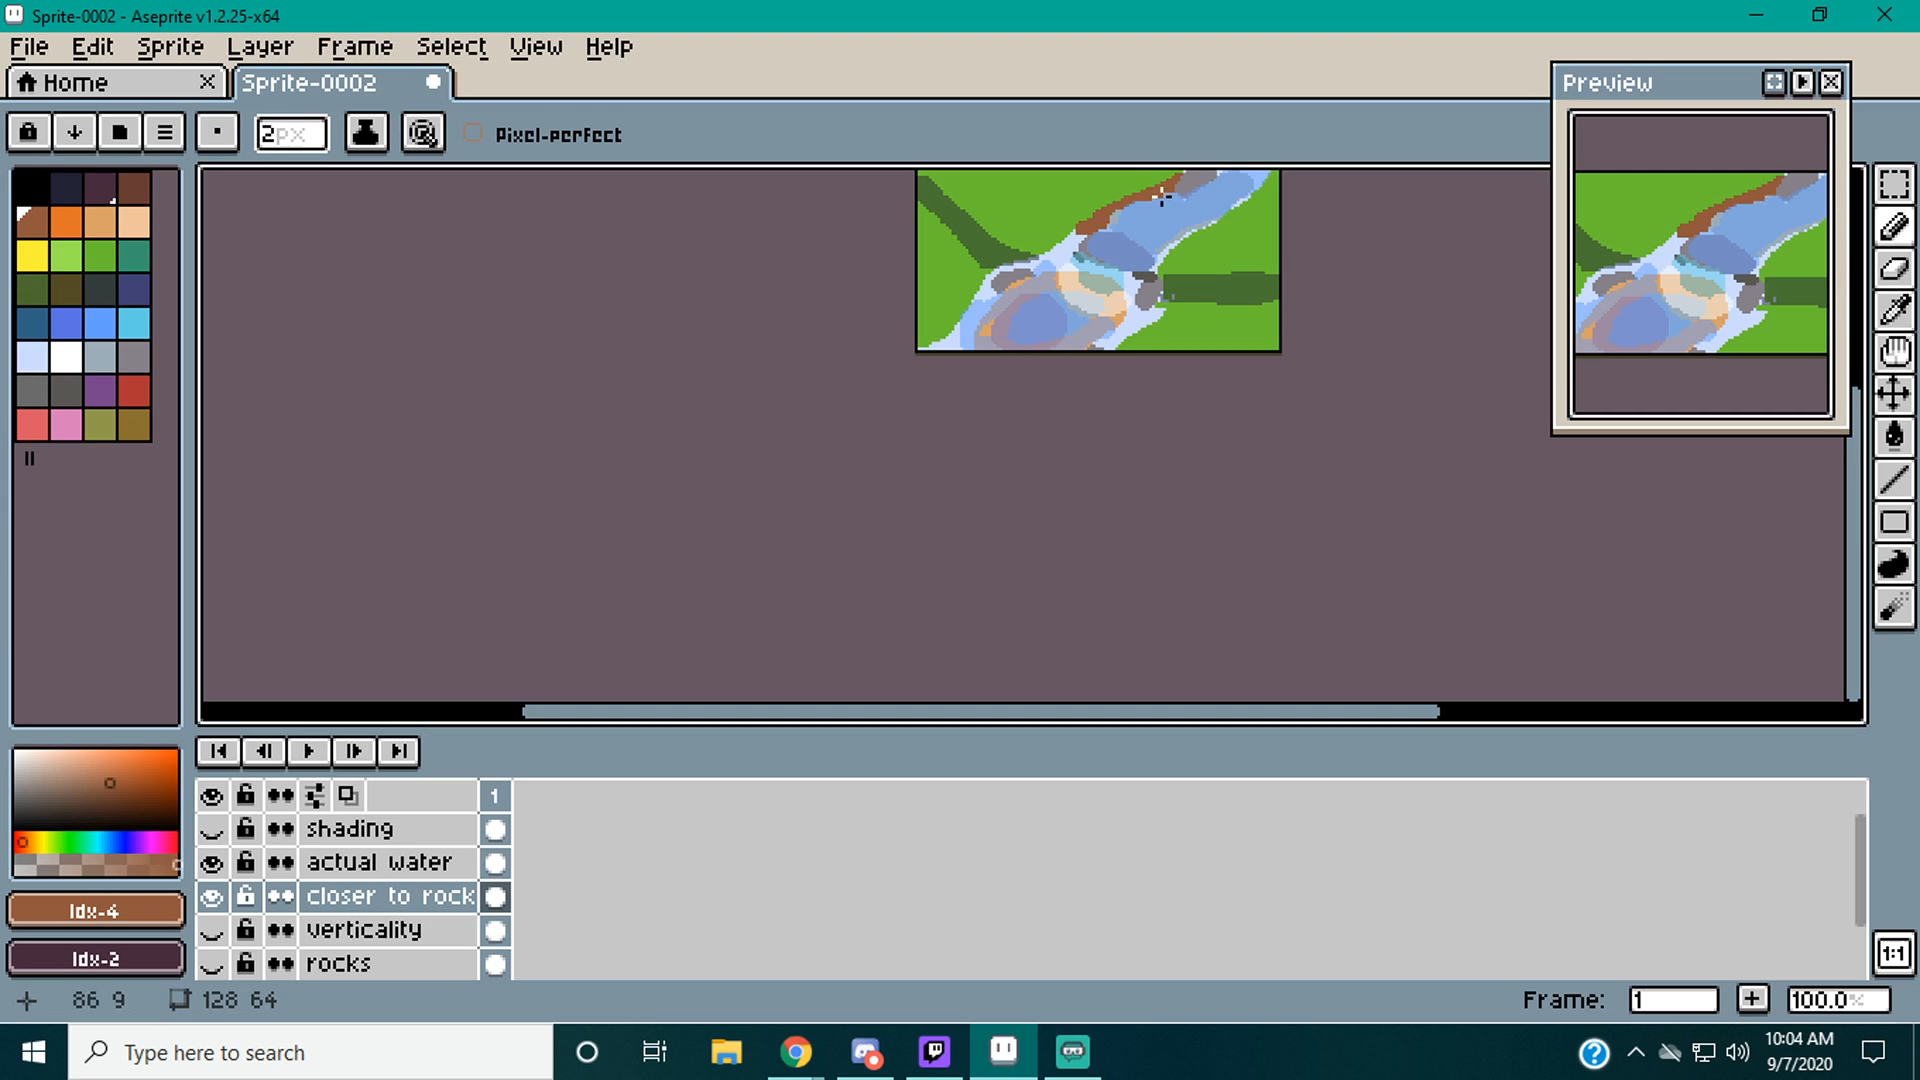 Sprite-0002 - Aseprite v1.2.25-x64
File Edit Sprite Layer Frame Select View Help
Home Sprite-0002
Preview
2px Pixel-perfect
1
shading
actual water
closer to rock
verticality
rocks
Idx-4
Idx-2
86 9 128 64
Frame: 1 100.0%
1:1
Type here to search
10:04 AM
9/7/2020